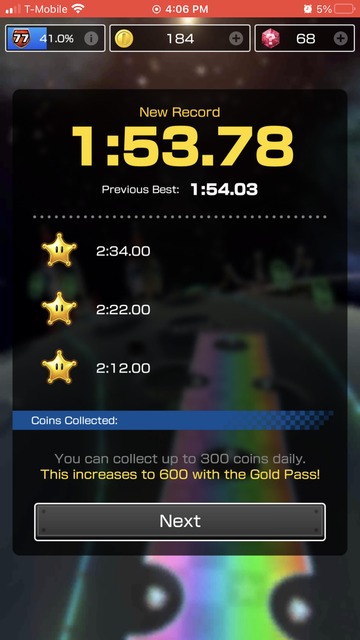 T-Mobile 4:06 PM 5%
77 41.0% i 184 + 68 +
New Record
1:53.78
Previous Best: 1:54.03
2:34.00
2:22.00
2:12.00
Coins Collected:
You can collect up to 300 coins daily.
This increases to 600 with the Gold Pass!
Next